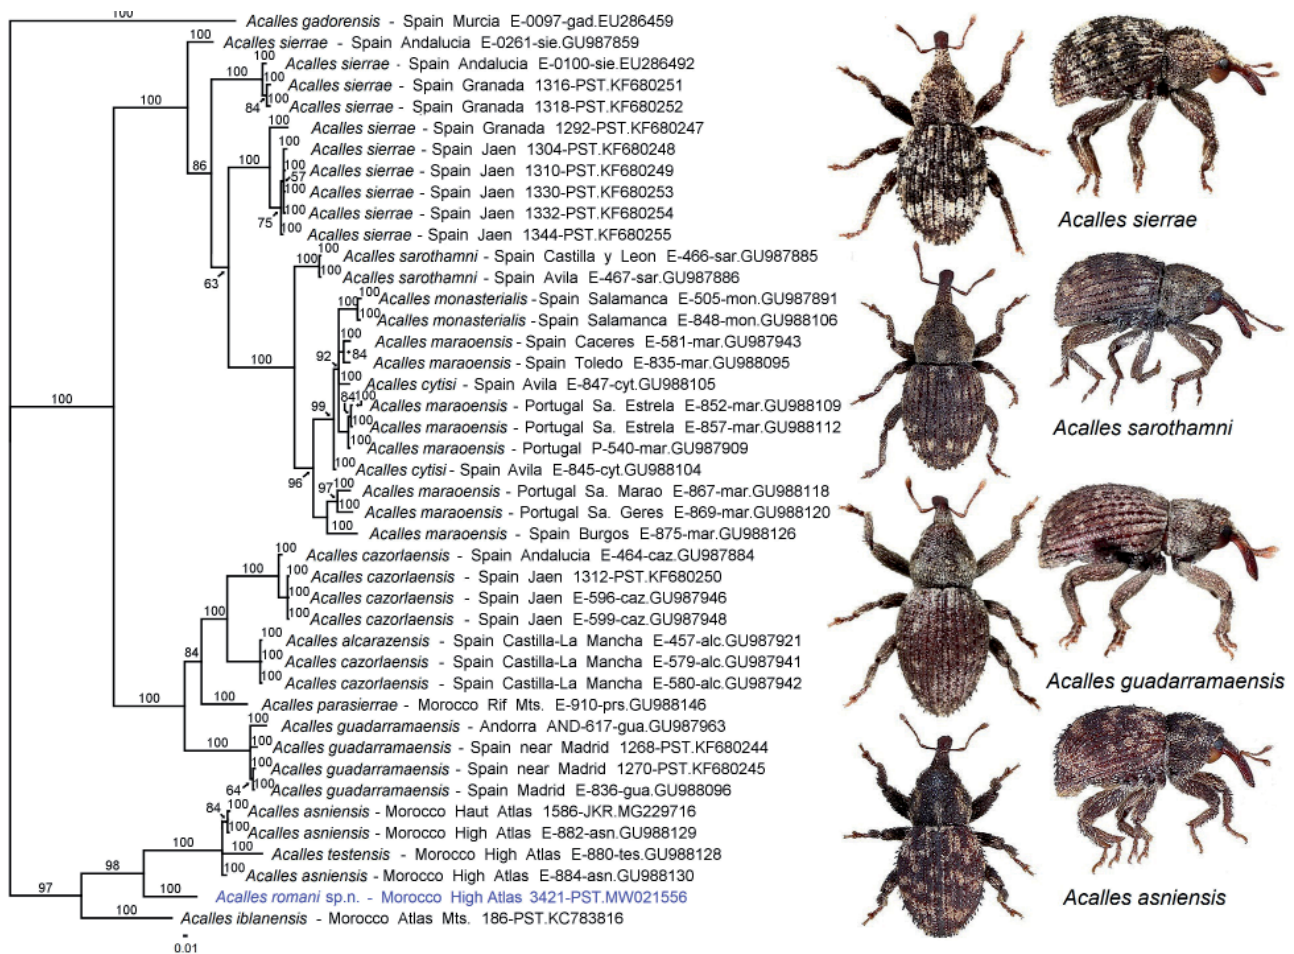 100
Acalles gadorensis - Spain Murcia E-0097-gad.EU286459
100
Acalles sierrae - Spain Andalucia E-0261-sie.GU987859
100
Acalles sierrae - Spain Andalucia E-0100-sie.EU286492
100
100
Acalles sierrae - Spain Granada 1316-PST.KF680251
100
84
100
Acalles sierrae - Spain Granada 1318-PST.KF680252
100
100
Acalles sierrae - Spain Granada 1292-PST.KF680247
100
Acalles sierrae - Spain Jaen 1304-PST.KF680248
86
100
100
Acalles sierrae - Spain Jaen 1310-PST.KF680249
57
100
Acalles sierrae - Spain Jaen 1330-PST.KF680253
75
100
Acalles sierrae - Spain Jaen 1332-PST.KF680254
100
Acalles sierrae - Spain Jaen 1344-PST.KF680255
100
100
Acalles sarothamni - Spain Castilla y Leon E-466-sar.GU987885
63
100
Acalles sarothamni - Spain Avila E-467-sar.GU987886
100
Acalles monasterialis - Spain Salamanca E-505-mon.GU987891
100
100
Acalles monasterialis - Spain Salamanca E-848-mon.GU988106
100
Acalles maraoensis - Spain Caceres E-581-mar.GU987943
100
92
84
Acalles maraoensis - Spain Toledo E-835-mar.GU988095
100
Acalles cytisi - Spain Avila E-847-cyt.GU988105
100
99
84
100
Acalles maraoensis - Portugal Sa. Estrela E-852-mar.GU988109
100
Acalles maraoensis - Portugal Sa. Estrela E-857-mar.GU988112
100
Acalles maraoensis - Portugal P-540-mar.GU987909
96
100
Acalles cytisi - Spain Avila E-845-cyt.GU988104
97
100
Acalles maraoensis - Portugal Sa. Marao E-867-mar.GU988118
100
Acalles maraoensis - Portugal Sa. Geres E-869-mar.GU988120
100
Acalles maraoensis - Spain Burgos E-875-mar.GU988126
100
Acalles cazorlaensis - Spain Andalucia E-464-caz.GU987884
100
100
Acalles cazorlaensis - Spain Jaen 1312-PST.KF680250
100
Acalles cazorlaensis - Spain Jaen E-596-caz.GU987946
100
100
Acalles cazorlaensis - Spain Jaen E-599-caz.GU987948
100
Acalles alcarazensis - Spain Castilla-La Mancha E-457-alc.GU987921
84
100
Acalles cazorlaensis - Spain Castilla-La Mancha E-579-alc.GU987941
100
Acalles cazorlaensis - Spain Castilla-La Mancha E-580-alc.GU987942
100
100
Acalles parasierrae - Morocco Rif Mts. E-910-prs.GU988146
100
Acalles guadarramaensis - Andorra AND-617-gua.GU987963
100
100
Acalles guadarramaensis - Spain near Madrid 1268-PST.KF680244
100
Acalles guadarramaensis - Spain near Madrid 1270-PST.KF680245
64
100
Acalles guadarramaensis - Spain Madrid E-836-gua.GU988096
84
100
Acalles asniensis - Morocco Haut Atlas 1586-JKR.MG229716
100
Acalles asniensis - Morocco High Atlas E-882-asn.GU988129
100
100
Acalles testensis - Morocco High Atlas E-880-tes.GU988128
98
100
Acalles asniensis - Morocco High Atlas E-884-asn.GU988130
97
100
Acalles romani sp.n. - Morocco High Atlas 3421-PST.MW021556
100
Acalles iblanensis - Morocco Atlas Mts. 186-PST.KC783816
0.01
Acalles sierrae
Acalles sarothamni
Acalles guadarramaensis
Acalles asniensis